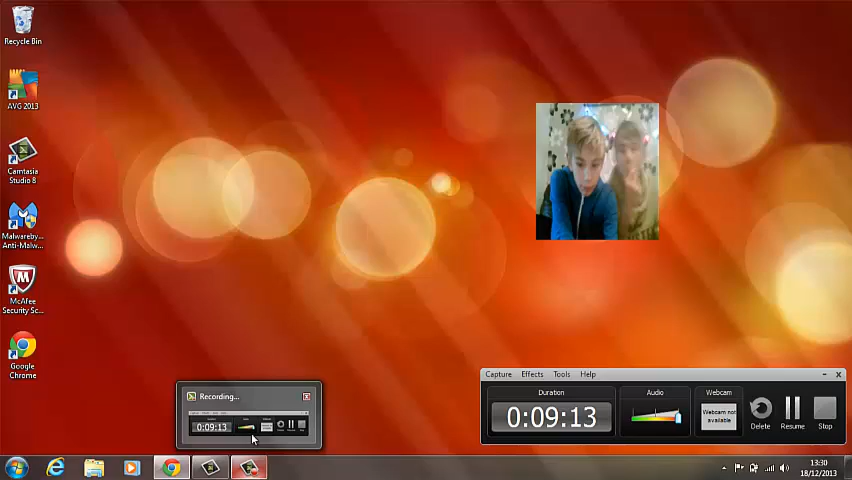 Recycle Bin
AVG 2013
Camtasia
Studio 8
Malwareby...
Anti-Malw...
McAfee
Security Sc...
Google
Chrome
Recording...
0:09:13
Capture Effects Tools Help
Duration Audio Webcam
0:09:13
Webcam not
available
Delete Resume Stop
13:30
18/12/2013